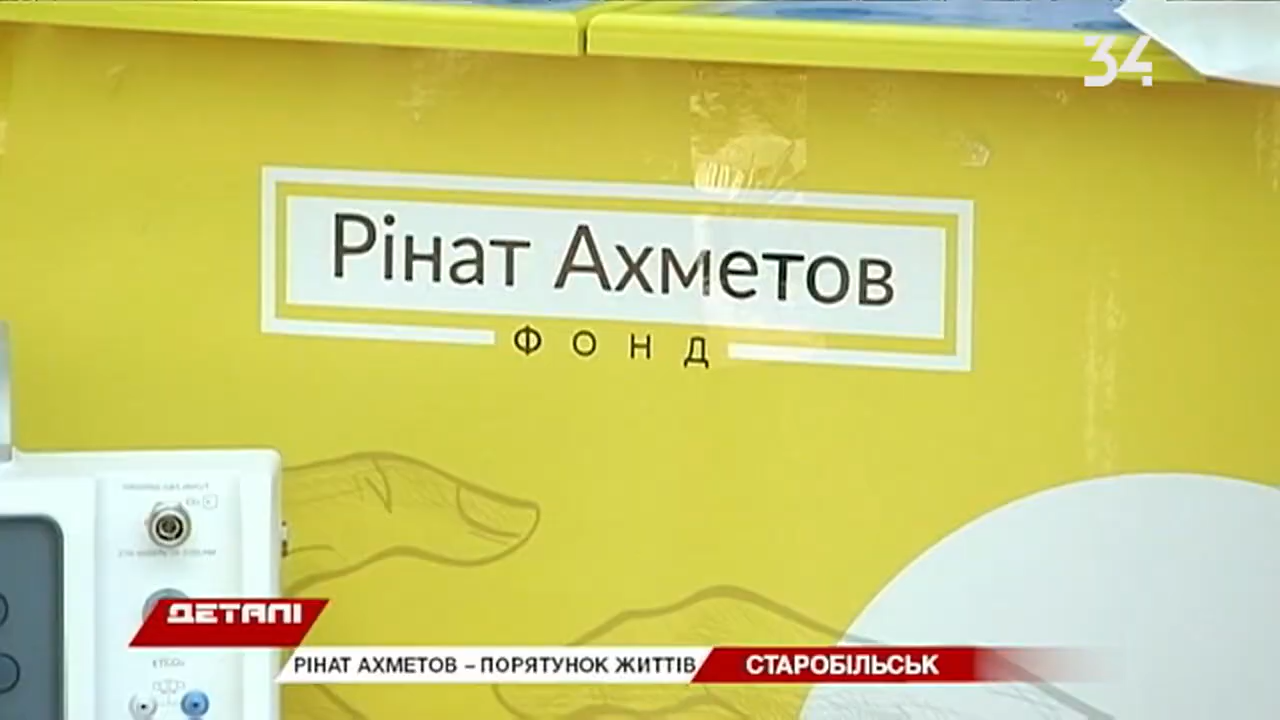 34
Рінат Ахметов
ФОНД
ДЕТАЛІ
РІНАТ АХМЕТОВ – ПОРЯТУНОК ЖИТТІВ
СТАРОБІЛЬСЬК